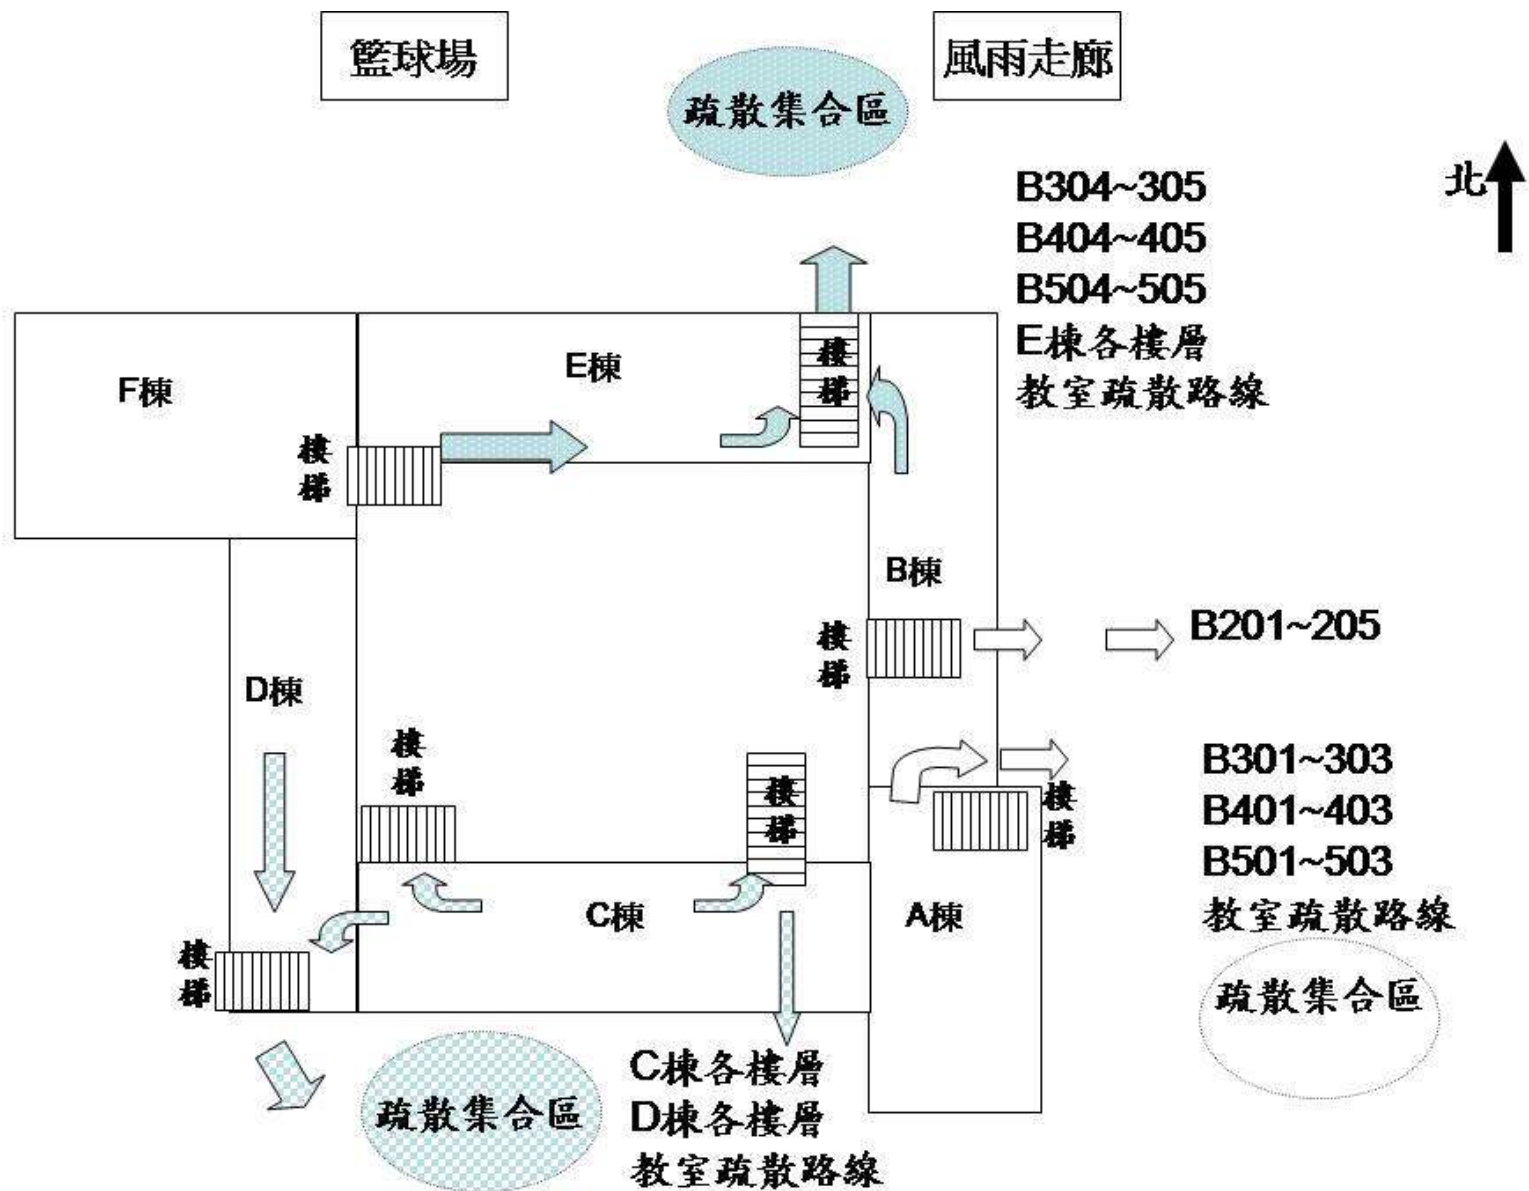 籃球場
風雨走廊
疏散集合區
北
B304~305
B404~405
B504~505
E棟各樓層
教室疏散路線
F棟
E棟
樓梯
樓梯
B棟
樓梯
B201~205
D棟
樓梯
樓梯
樓梯
B301~303
B401~403
B501~503
教室疏散路線
疏散集合區
C棟
A棟
樓梯
疏散集合區
C棟各樓層
D棟各樓層
教室疏散路線